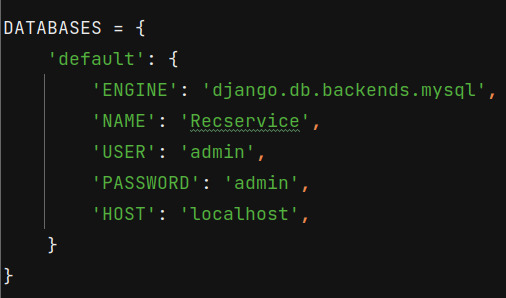 DATABASES = {
    'default': {
        'ENGINE': 'django.db.backends.mysql',
        'NAME': 'Recservice',
        'USER': 'admin',
        'PASSWORD': 'admin',
        'HOST': 'localhost',
    }
}